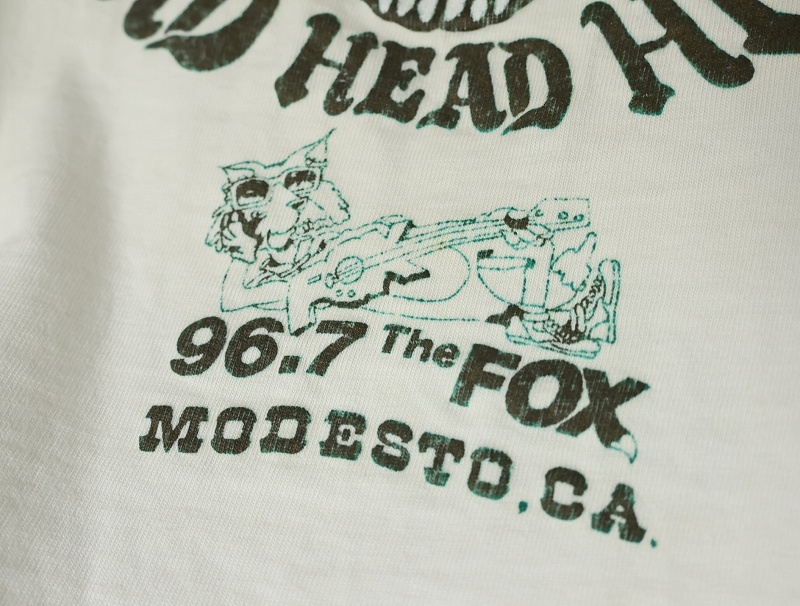 HEAD
96.7 The FOX
MODESTO, CA.